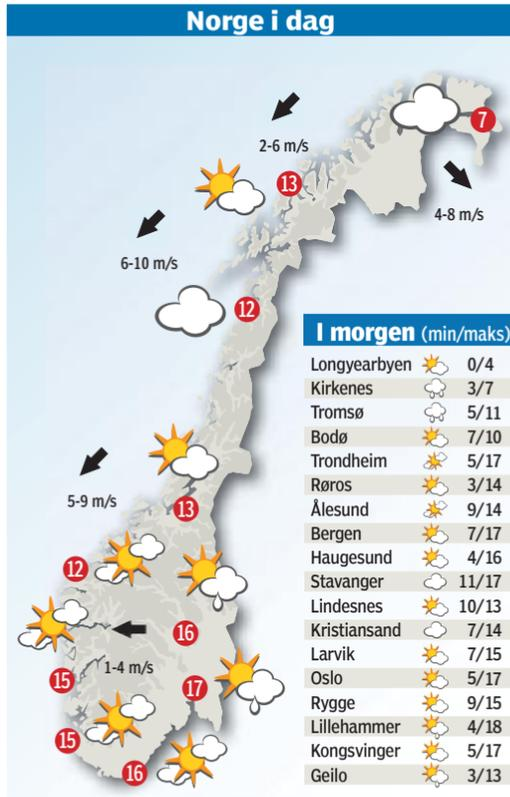 Norge i dag
7
2-6 m/s
13
4-8 m/s
6-10 m/s
12
I morgen (min/maks)
Longyearbyen 0/4
Kirkenes 3/7
Tromsø 5/11
Bodø 7/10
Trondheim 5/17
Røros 3/14
Ålesund 9/14
Bergen 7/17
Haugesund 4/16
Stavanger 11/17
Lindesnes 10/13
Kristiansand 7/14
Larvik 7/15
Oslo 5/17
Rygge 9/15
Lillehammer 4/18
Kongsvinger 5/17
Geilo 3/13
5-9 m/s
13
12
16
1-4 m/s
15
17
15
16